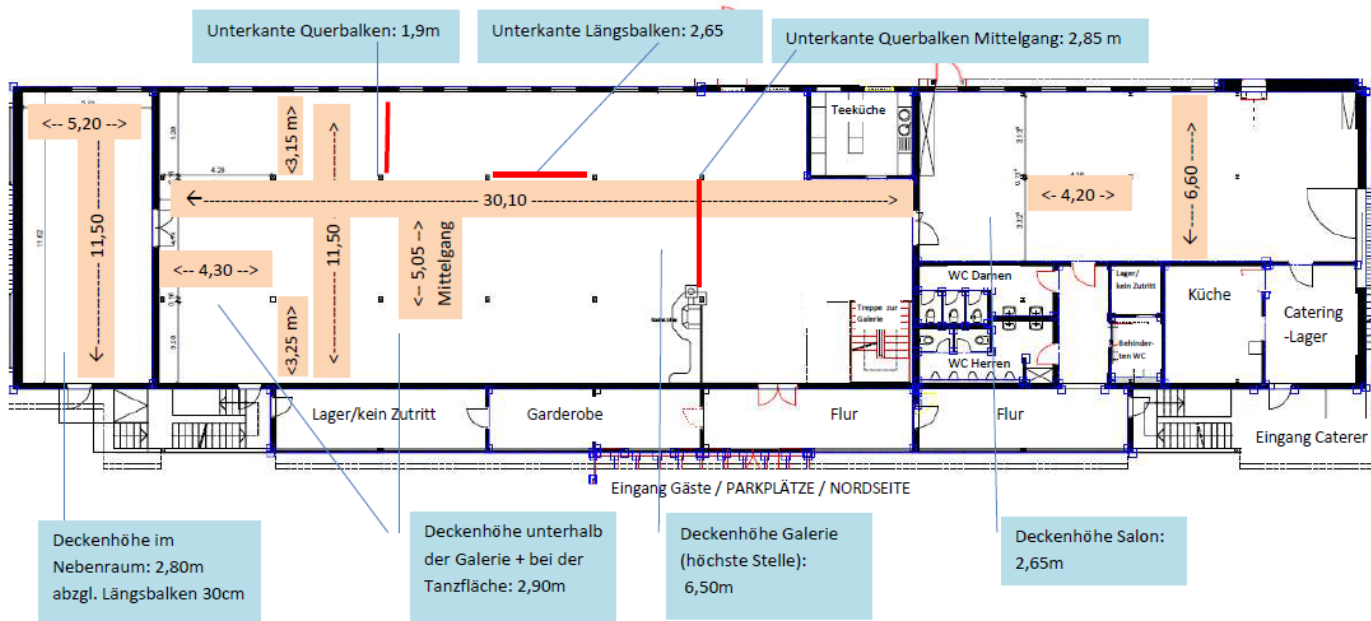 Unterkante Querbalken: 1,9m
Unterkante Längsbalken: 2,65
Unterkante Querbalken Mittelgang: 2,85 m
<-- 5,20 -->
<----------- 11,50 ----------->
11,62
4,28
<3,15 m>
<----------- 11,50 ----------->
<-- 5,05 -->
Mittelgang
<----------- 30,10 ----------->
<-- 4,30 -->
<3,25 m>
Teeküche
<- 4,20 ->
<---- 6,60 ---->
Treppe zur
Galerie
WC Damen
WC Herren
Lager/
kein Zutritt
Behinder-
ten WC
Küche
Catering
-Lager
Lager/kein Zutritt
Garderobe
Flur
Flur
Eingang Caterer
Eingang Gäste / PARKPLÄTZE / NORDSEITE
Deckenhöhe im
Nebenraum: 2,80m
abzgl. Längsbalken 30cm
Deckenhöhe unterhalb
der Galerie + bei der
Tanzfläche: 2,90m
Deckenhöhe Galerie
(höchste Stelle):
6,50m
Deckenhöhe Salon:
2,65m